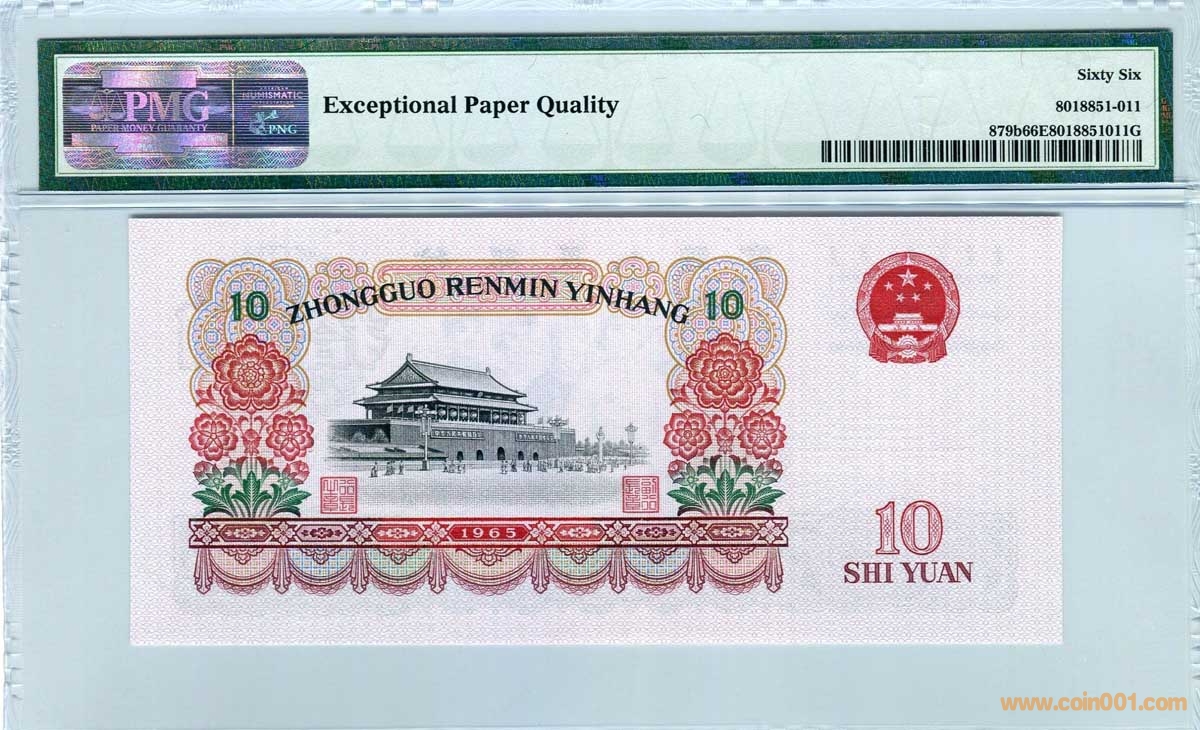 PMG
PAPER MONEY GUARANTY
NUMISMATIC
PNG
Exceptional Paper Quality
Sixty Six
8018851-011
879b66E8018851011G
10 ZHONGGUO RENMIN YINHANG 10
1965
10
SHI YUAN
www.coin001.com